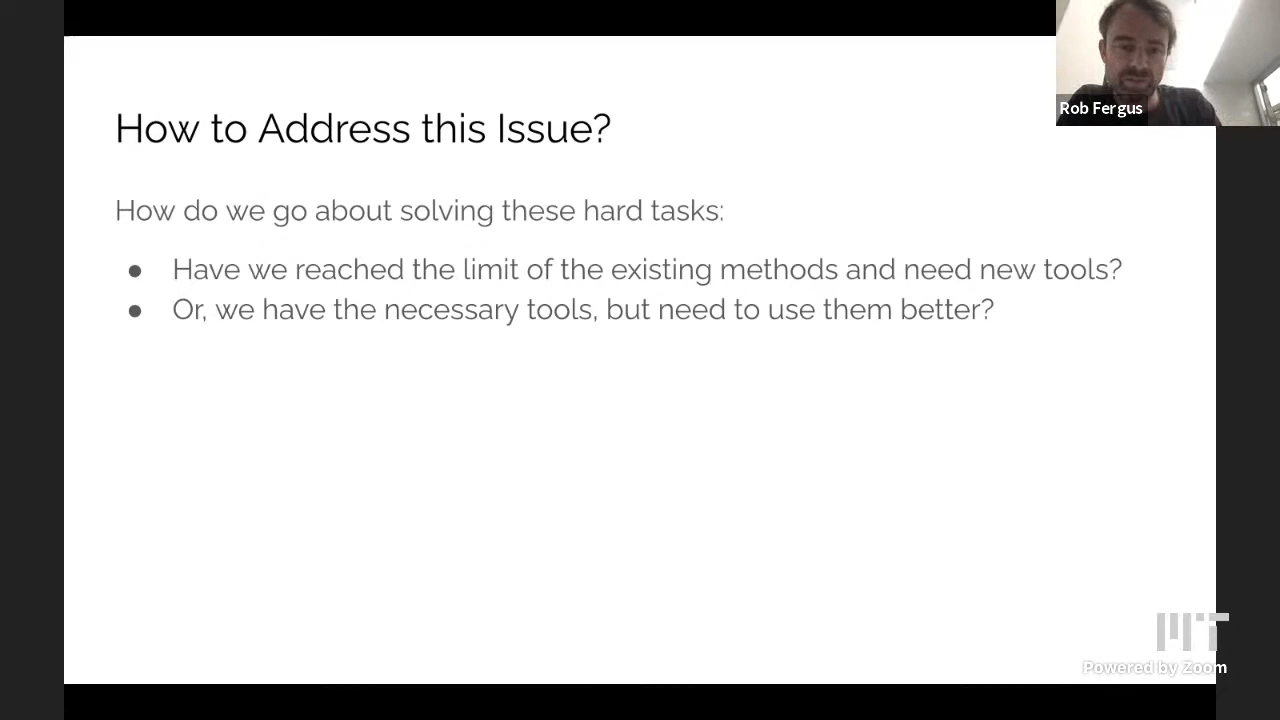 How to Address this Issue?
Rob Fergus
How do we go about solving these hard tasks:
● Have we reached the limit of the existing methods and need new tools?
● Or, we have the necessary tools, but need to use them better?
MIT
Powered by Zoom